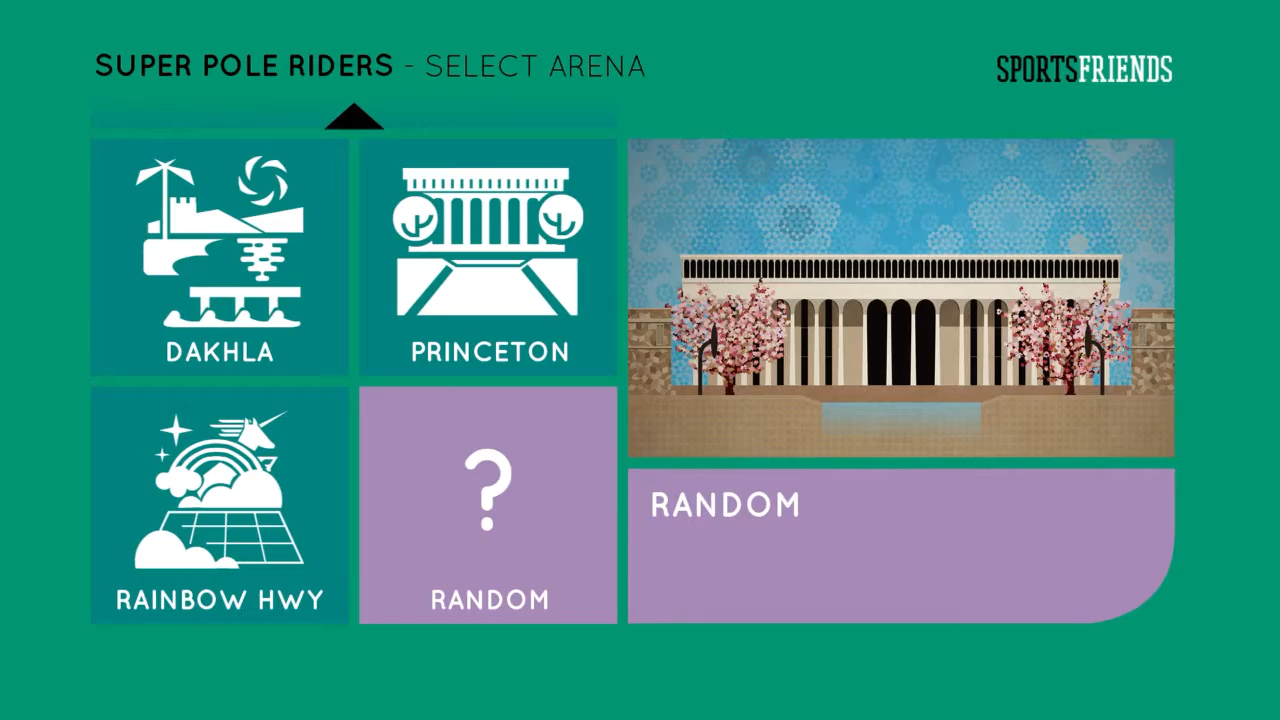 SUPER POLE RIDERS - SELECT ARENA
SPORTSFRIENDS
DAKHLA
PRINCETON
RAINBOW HWY
?
RANDOM
RANDOM